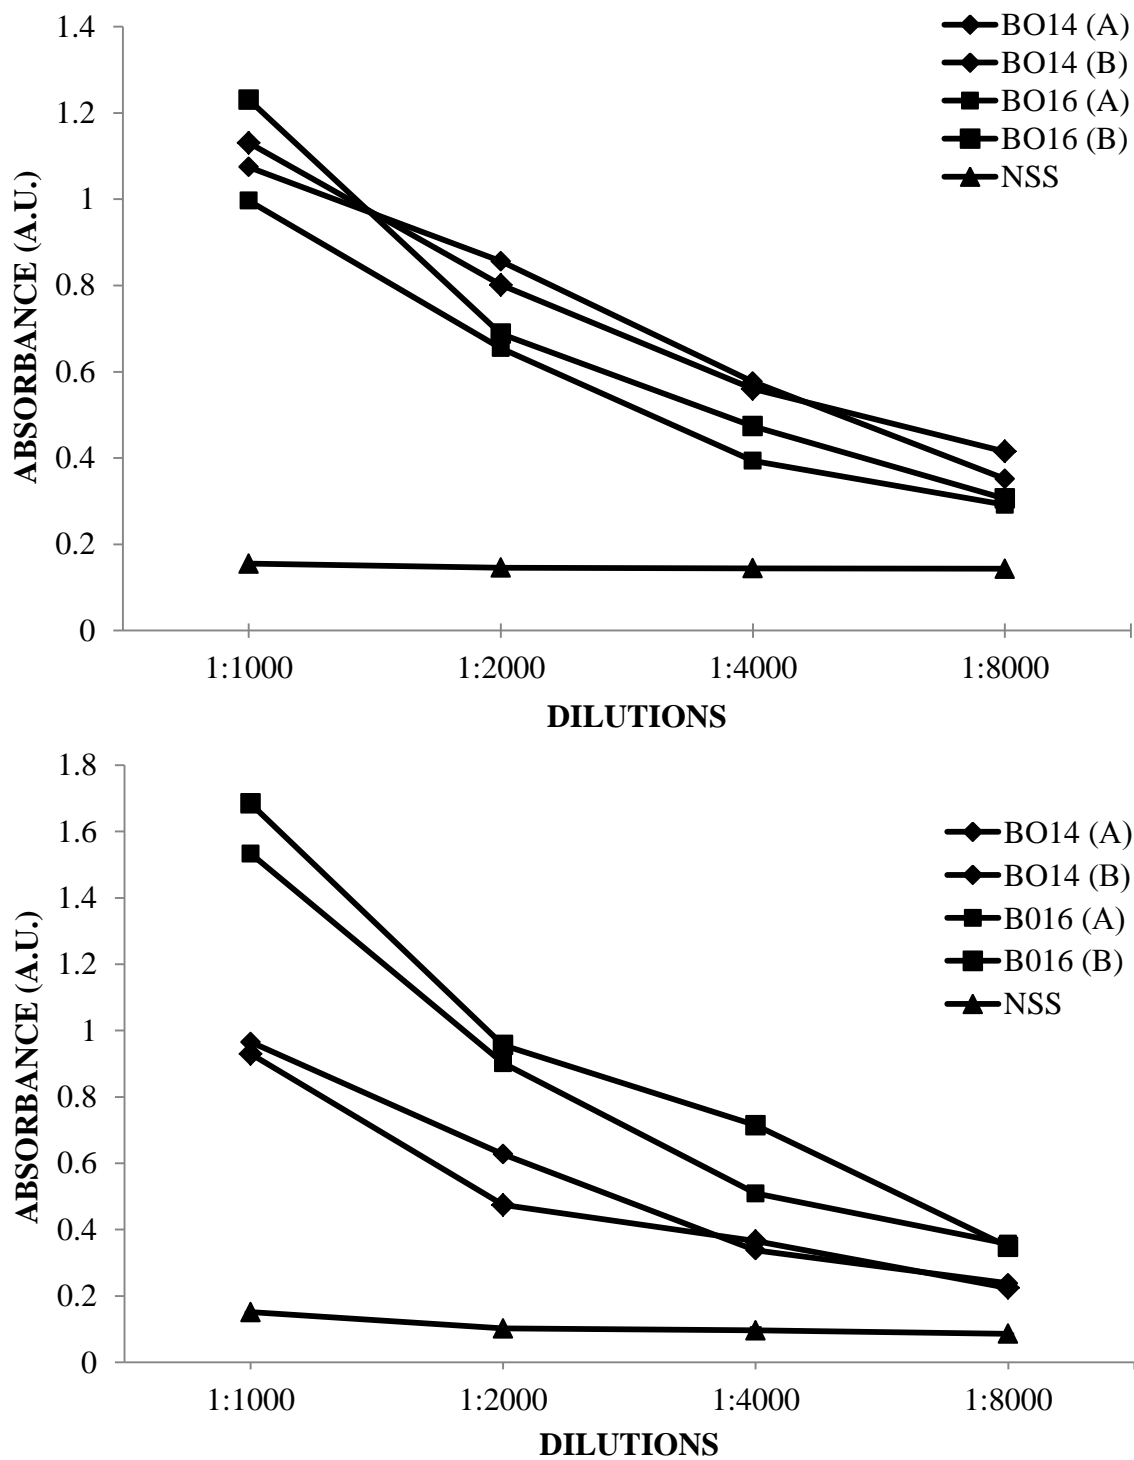 1.4
1.2
1
0.8
0.6
0.4
0.2
0
ABSORBANCE (A.U.)
1:1000 1:2000 1:4000 1:8000
DILUTIONS
BO14 (A)
BO14 (B)
BO16 (A)
BO16 (B)
NSS
1.8
1.6
1.4
1.2
1
0.8
0.6
0.4
0.2
0
ABSORBANCE (A.U.)
1:1000 1:2000 1:4000 1:8000
DILUTIONS
BO14 (A)
BO14 (B)
B016 (A)
B016 (B)
NSS